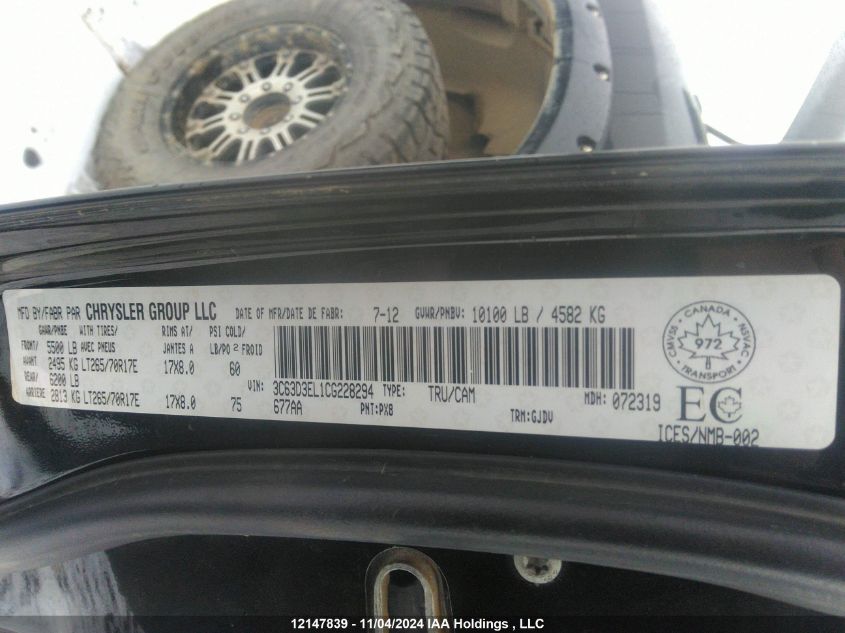 MFD BY/FABR PAR CHRYSLER GROUP LLC DATE OF MFR/DATE DE FABR: 7-12 GVWR/PNBV: 10100 LB / 4582 KG
GAWR/PNBE WITH TIRES/ RIMS AT/ PSI COLD/
FRONT/ 5500 LB AVEC PNEUS JANTES A LB/PO² FROID
AVANT 2495 KG LT265/70R17E 17X8.0 60
REAR/ 6200 LB
ARRIERE 2813 KG LT265/70R17E 17X8.0 75
VIN: 3C63D3EL1CG228294 TYPE: TRU/CAM MDH: 072319
677AA PNT:PX8 TRM:GJDV
CANADA
CMVSS 972 NSVAC
TRANSPORT
EC
ICES/NMB-002
12147839 - 11/04/2024 IAA Holdings , LLC